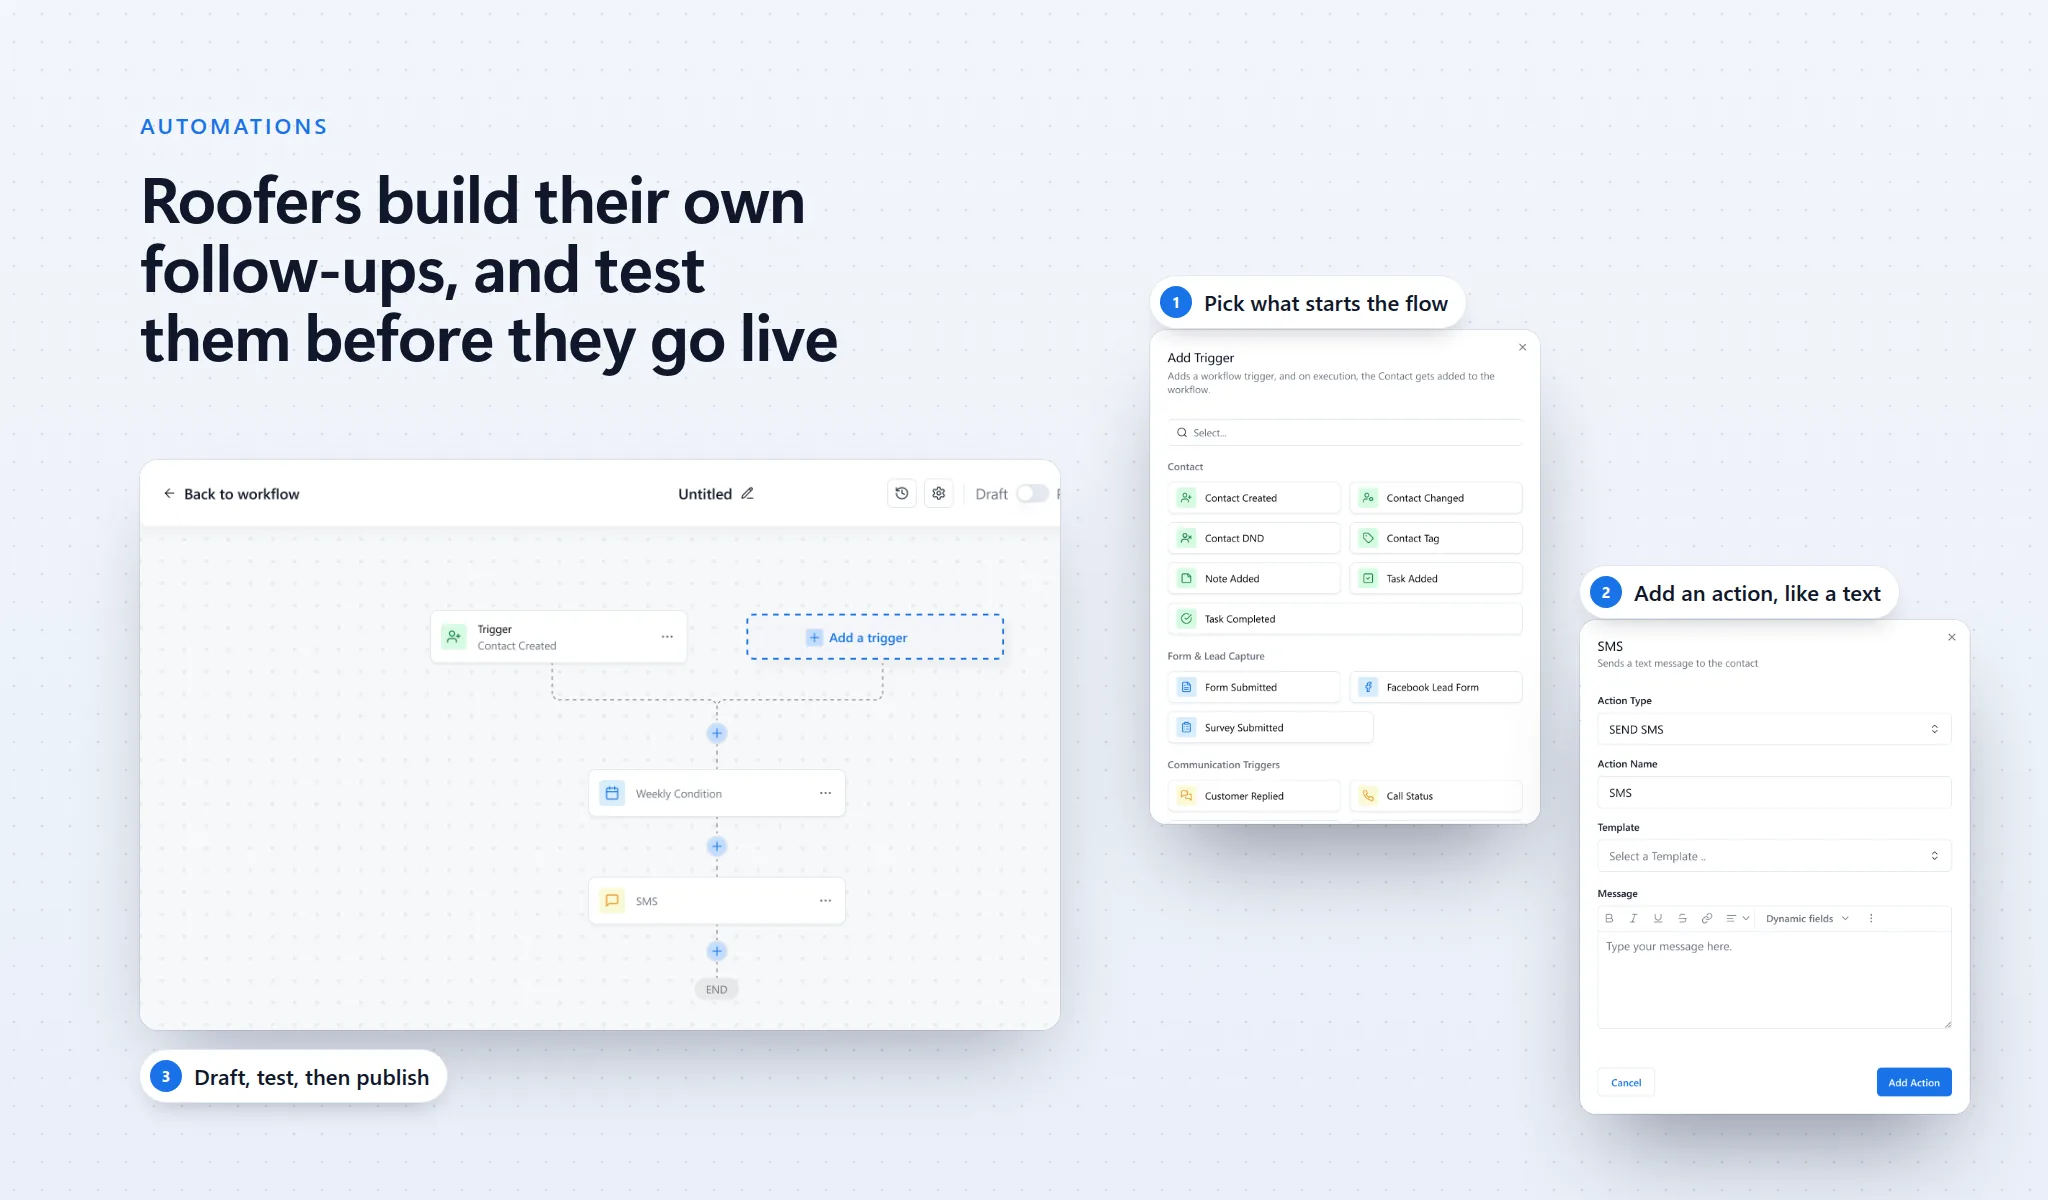 AUTOMATIONS
Roofers build their own
follow-ups, and test
them before they go live
Back to workflow
Untitled
Draft
Trigger
Contact Created
Add a trigger
Weekly Condition
SMS
END
3 Draft, test, then publish
1 Pick what starts the flow
Add Trigger
Adds a workflow trigger, and on execution, the Contact gets added to the
workflow.
Select...
Contact
Contact Created
Contact Changed
Contact DND
Contact Tag
Note Added
Task Added
Task Completed
Form & Lead Capture
Form Submitted
Facebook Lead Form
Survey Submitted
Communication Triggers
Customer Replied
Call Status
2 Add an action, like a text
SMS
Sends a text message to the contact
Action Type
SEND SMS
Action Name
SMS
Template
Select a Template ..
Message
Dynamic fields
Type your message here.
Cancel
Add Action